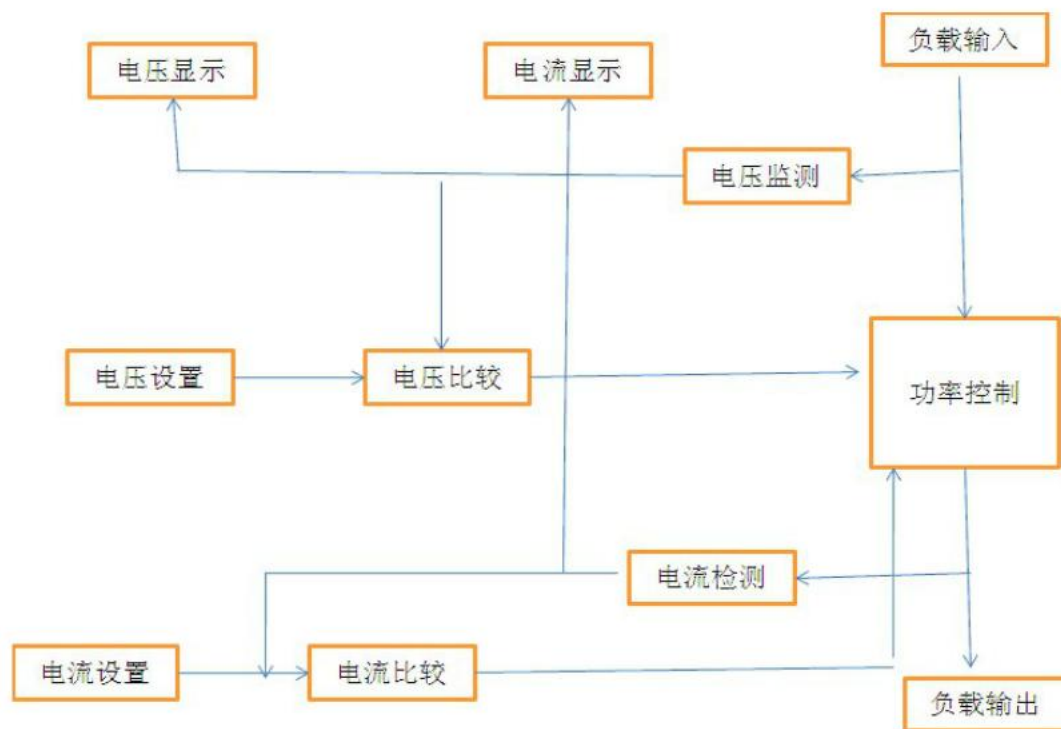 负载输入
电压显示
电流显示
电压监测
电压设置
电压比较
功率控制
电流检测
电流设置
电流比较
负载输出